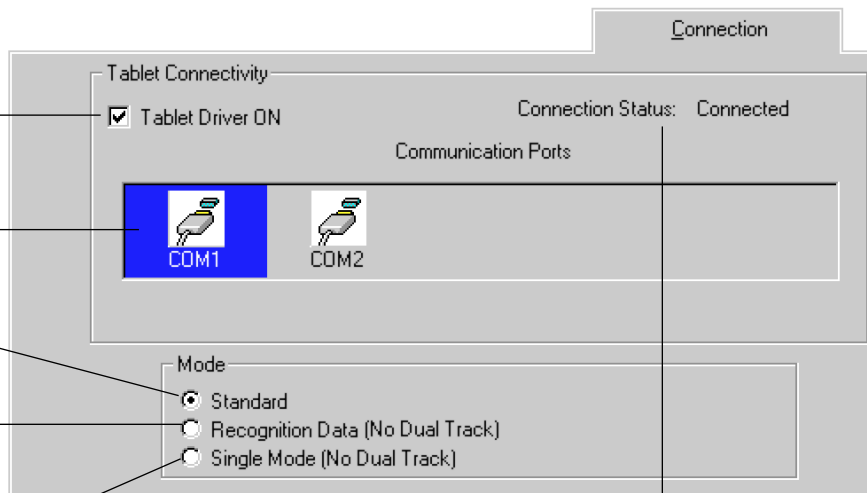 Connection
Tablet Connectivity
Tablet Driver ON
Connection Status: Connected
Communication Ports
COM1 COM2
Mode
Standard
Recognition Data (No Dual Track)
Single Mode (No Dual Track)